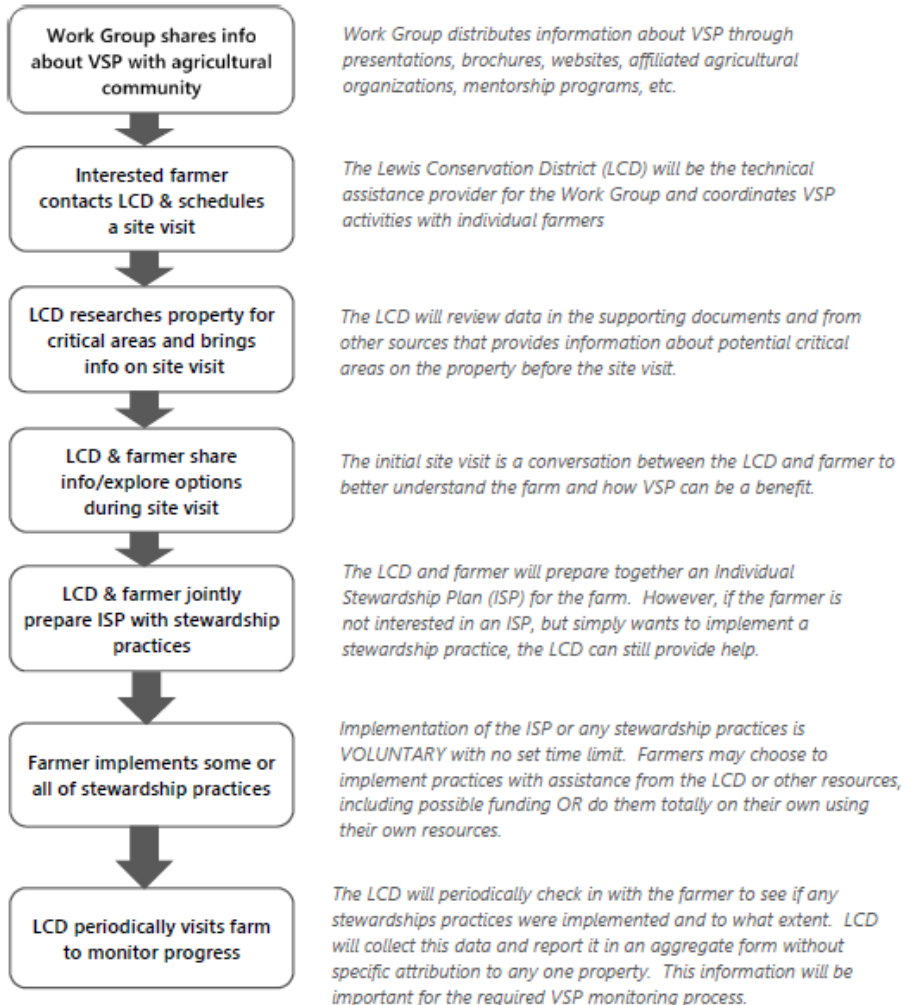 Work Group shares info
about VSP with agricultural
community
Work Group distributes information about VSP through
presentations, brochures, websites, affiliated agricultural
organizations, mentorship programs, etc.
Interested farmer
contacts LCD & schedules
a site visit
The Lewis Conservation District (LCD) will be the technical
assistance provider for the Work Group and coordinates VSP
activities with individual farmers
LCD researches property for
critical areas and brings
info on site visit
The LCD will review data in the supporting documents and from
other sources that provides information about potential critical
areas on the property before the site visit.
LCD & farmer share
info/explore options
during site visit
The initial site visit is a conversation between the LCD and farmer to
better understand the farm and how VSP can be a benefit.
LCD & farmer jointly
prepare ISP with stewardship
practices
The LCD and farmer will prepare together an Individual
Stewardship Plan (ISP) for the farm. However, if the farmer is
not interested in an ISP, but simply wants to implement a
stewardship practice, the LCD can still provide help.
Farmer implements some or
all of stewardship practices
Implementation of the ISP or any stewardship practices is
VOLUNTARY with no set time limit. Farmers may choose to
implement practices with assistance from the LCD or other resources,
including possible funding OR do them totally on their own using
their own resources.
LCD periodically visits farm
to monitor progress
The LCD will periodically check in with the farmer to see if any
stewardships practices were implemented and to what extent. LCD
will collect this data and report it in an aggregate form without
specific attribution to any one property. This information will be
important for the required VSP monitoring process.